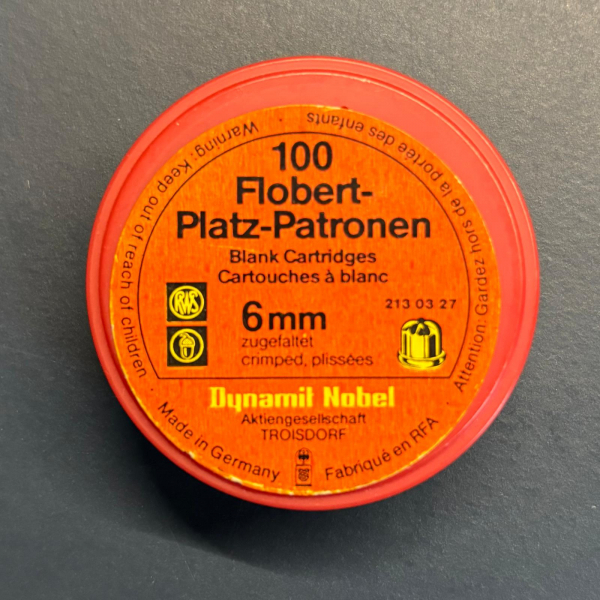 Warning: Keep out of reach of children
Attention: Gardez hors de la portée des enfants
100
Flobert-
Platz-Patronen
Blank Cartridges
Cartouches à blanc
RWS
6mm
213 03 27
zugefaltet
crimped, plissées
Dynamit Nobel
Aktiengesellschaft
TROISDORF
Made in Germany
Fabriqué en RFA